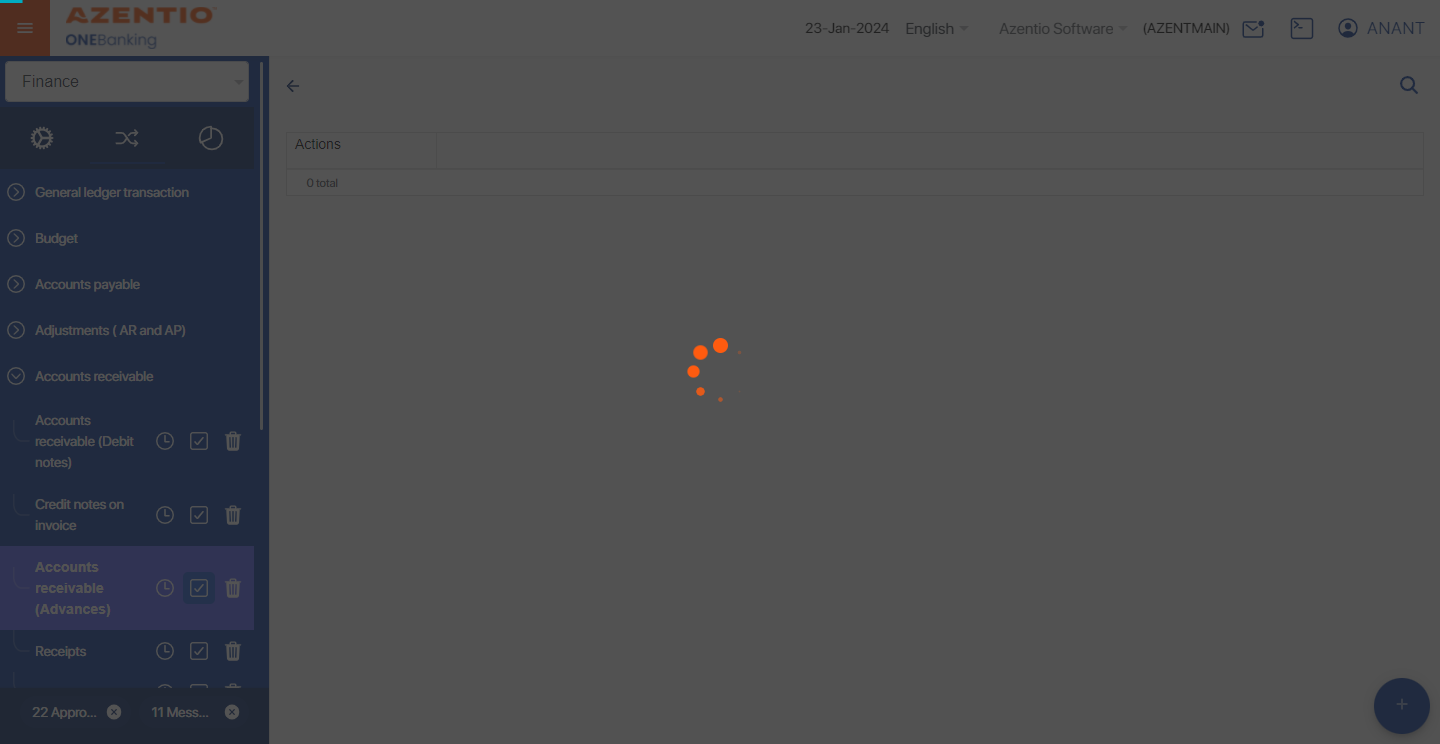 AZENTIO
ONEBanking
23-Jan-2024 English Azentio Software (AZENTMAIN) ANANT
Finance
General ledger transaction
Budget
Accounts payable
Adjustments ( AR and AP)
Accounts receivable
Accounts
receivable (Debit
notes)
Credit notes on
invoice
Accounts
receivable
(Advances)
Receipts
22 Appro...
11 Mess...
Actions
0 total